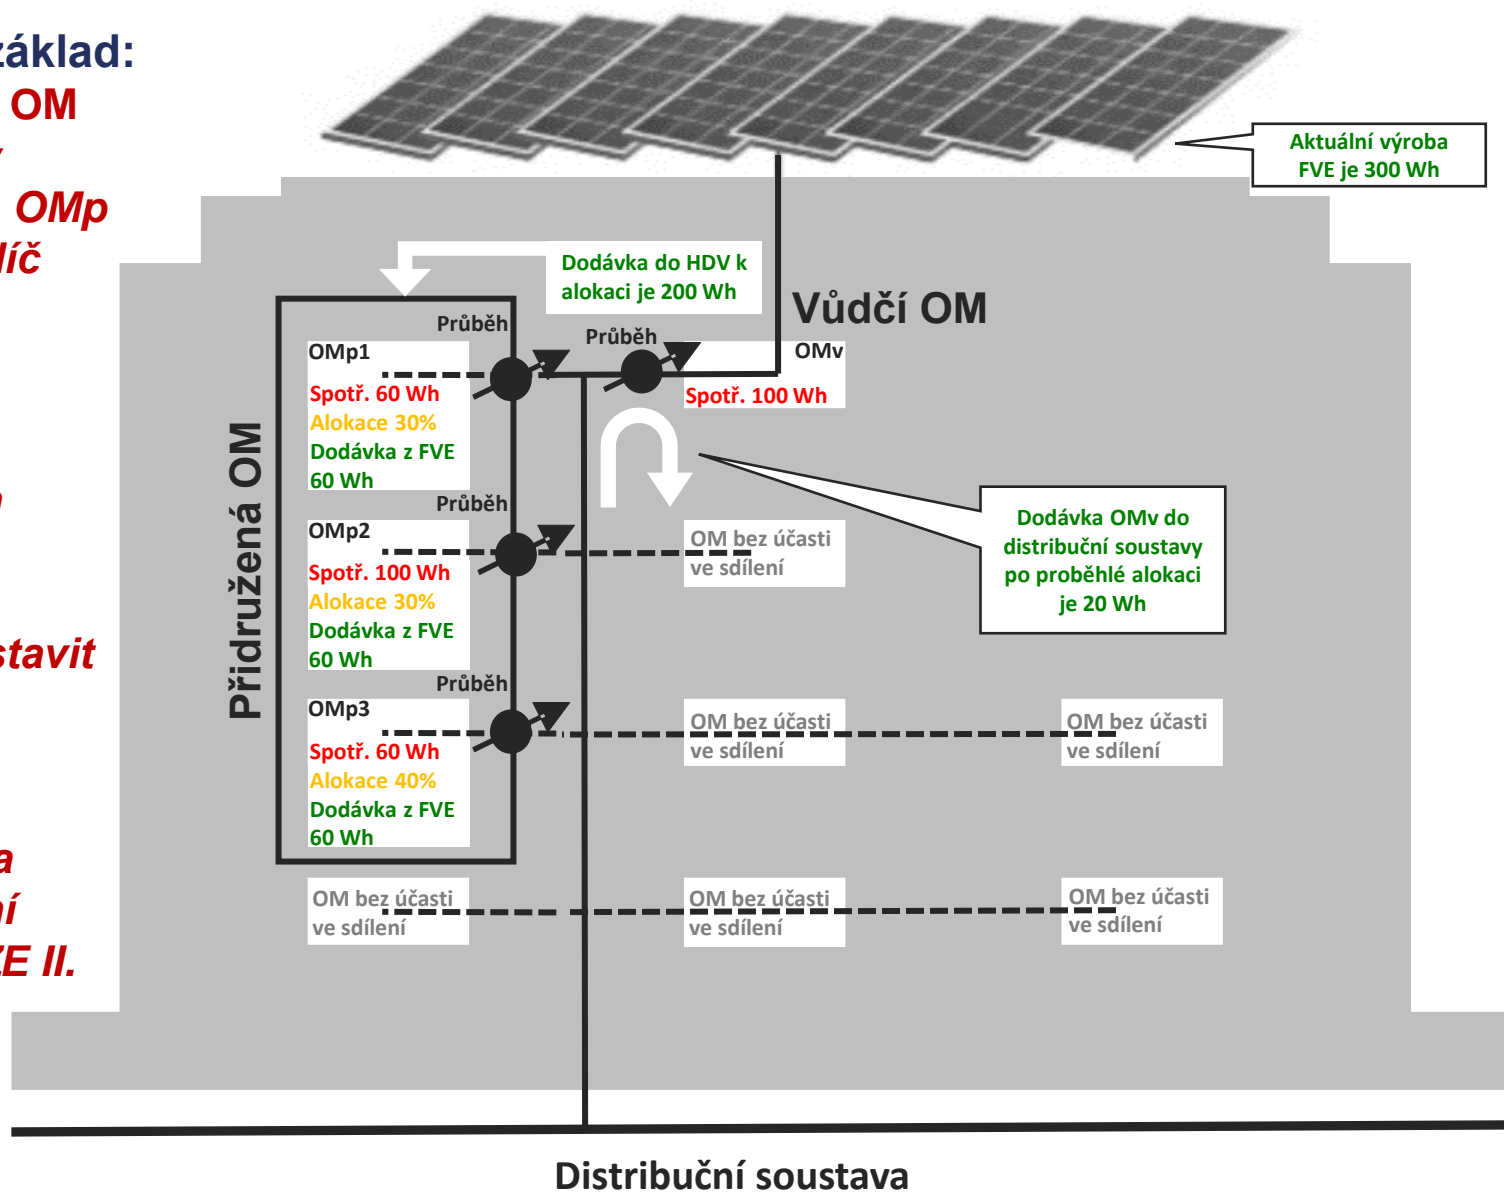 základ:
OM
OMp
líč
stavit
a
ní
ZE II.
Aktuální výroba
FVE je 300 Wh
Dodávka do HDV k
alokaci je 200 Wh
Vůdčí OM
Přidružená OM
Průběh
OMp1
Spotř. 60 Wh
Alokace 30%
Dodávka z FVE
60 Wh
Průběh
OMv
Spotř. 100 Wh
Průběh
OMp2
Spotř. 100 Wh
Alokace 30%
Dodávka z FVE
60 Wh
OM bez účasti
ve sdílení
Dodávka OMv do
distribuční soustavy
po proběhlé alokaci
je 20 Wh
Průběh
OMp3
Spotř. 60 Wh
Alokace 40%
Dodávka z FVE
60 Wh
OM bez účasti
ve sdílení
OM bez účasti
ve sdílení
OM bez účasti
ve sdílení
OM bez účasti
ve sdílení
OM bez účasti
ve sdílení
Distribuční soustava